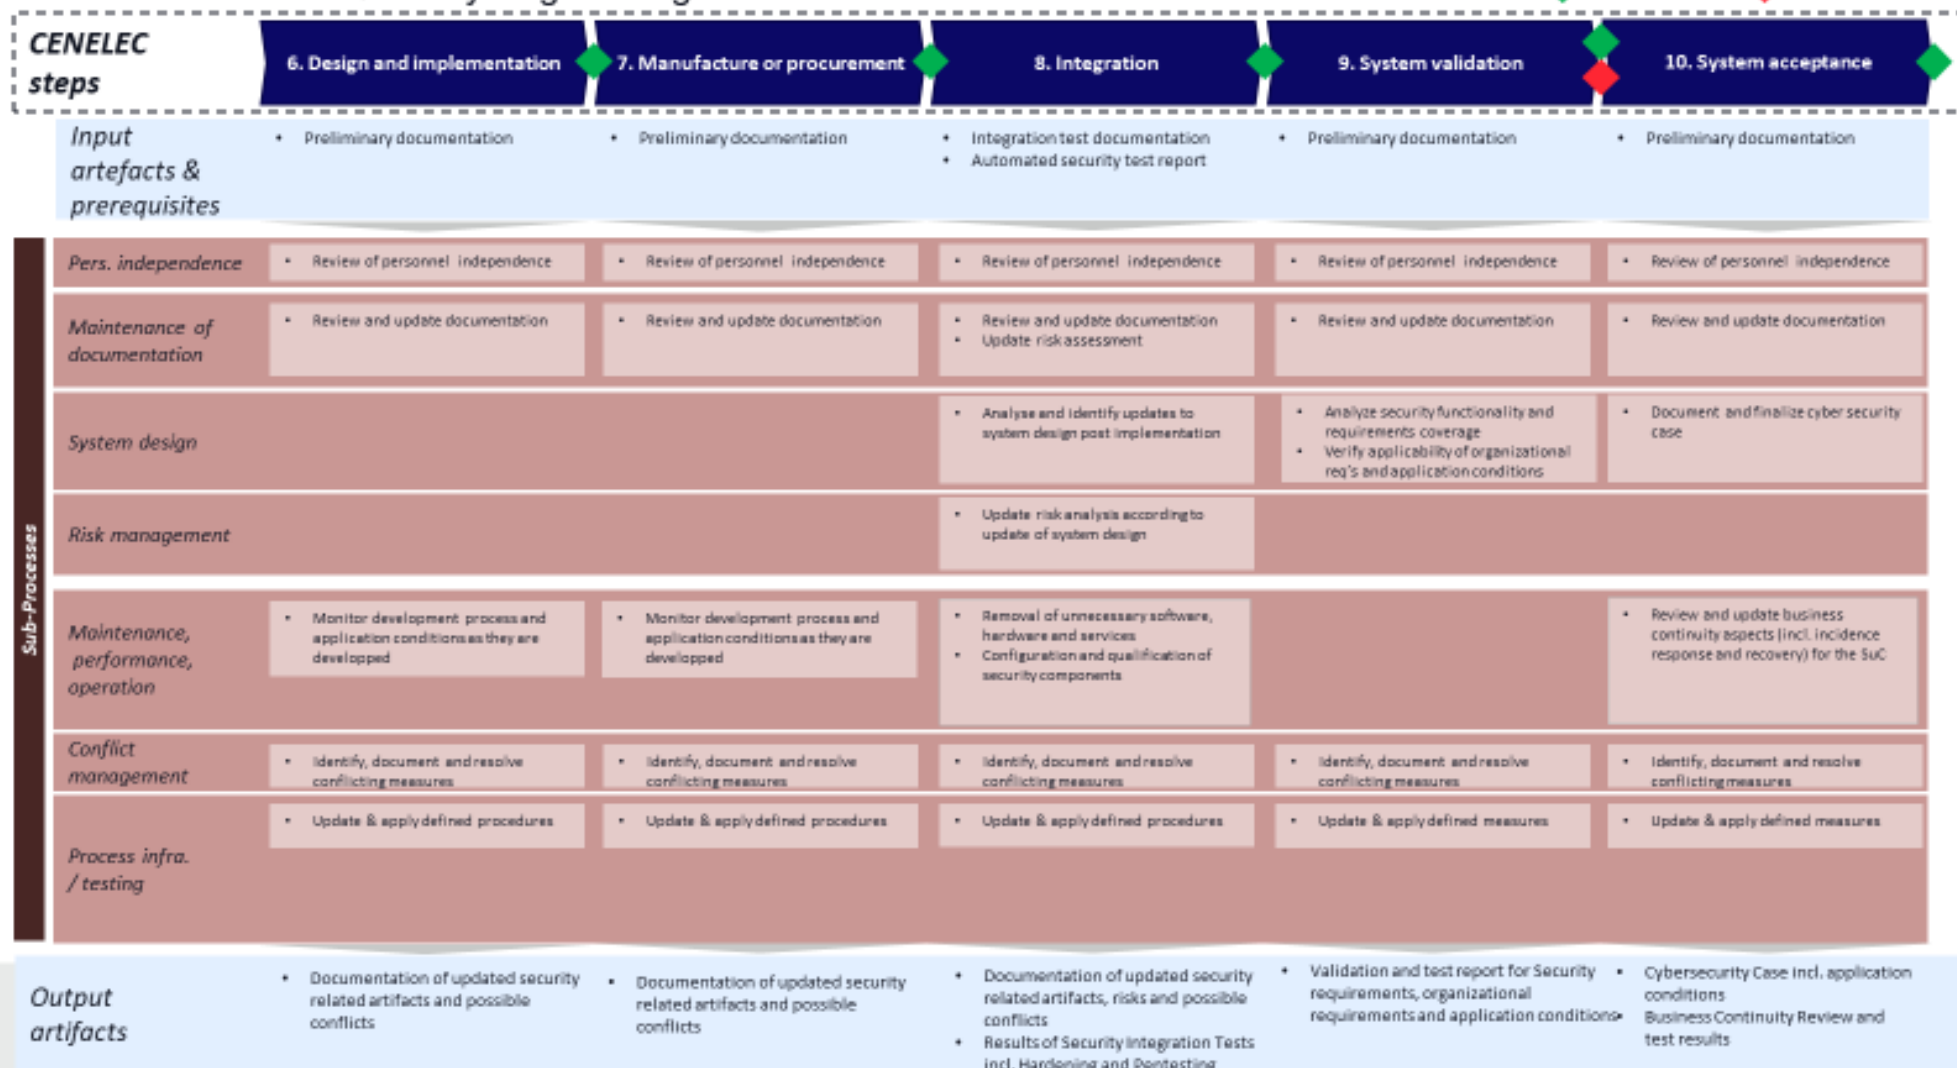 CENELEC
steps
6. Design and implementation
7. Manufacture or procurement
8. Integration
9. System validation
10. System acceptance
Input
artefacts &
prerequisites
• Preliminary documentation
• Preliminary documentation
• Integration test documentation
• Automated security test report
• Preliminary documentation
• Preliminary documentation
Sub-Processes
Pers. independence
• Review of personnel independence
• Review of personnel independence
• Review of personnel independence
• Review of personnel independence
• Review of personnel independence
Maintenance of
documentation
• Review and update documentation
• Review and update documentation
• Review and update documentation
• Update risk assessment
• Review and update documentation
• Review and update documentation
System design
• Analyse and identify updates to
system design post implementation
• Analyze security functionality and
requirements coverage
• Verify applicability of organizational
req's and application conditions
• Document and finalize cyber security
case
Risk management
• Update risk analysis according to
update of system design
Maintenance,
performance,
operation
• Monitor development process and
application conditions as they are
developped
• Monitor development process and
application conditions as they are
developped
• Removal of unnecessary software,
hardware and services
• Configuration and qualification of
security components
• Review and update business
continuity aspects (incl. incidence
response and recovery) for the SuC
Conflict
management
• Identify, document and resolve
conflicting measures
• Identify, document and resolve
conflicting measures
• Identify, document and resolve
conflicting measures
• Identify, document and resolve
conflicting measures
• Identify, document and resolve
conflicting measures
Process infra.
/ testing
• Update & apply defined procedures
• Update & apply defined procedures
• Update & apply defined procedures
• Update & apply defined measures
• Update & apply defined measures
Output
artifacts
• Documentation of updated security
related artifacts and possible
conflicts
• Documentation of updated security
related artifacts and possible
conflicts
• Documentation of updated security
related artifacts, risks and possible
conflicts
• Results of Security Integration Tests
incl. Hardening and Pentesting
• Validation and test report for Security
requirements, organizational
requirements and application conditions
• Cybersecurity Case incl. application
conditions
• Business Continuity Review and
test results